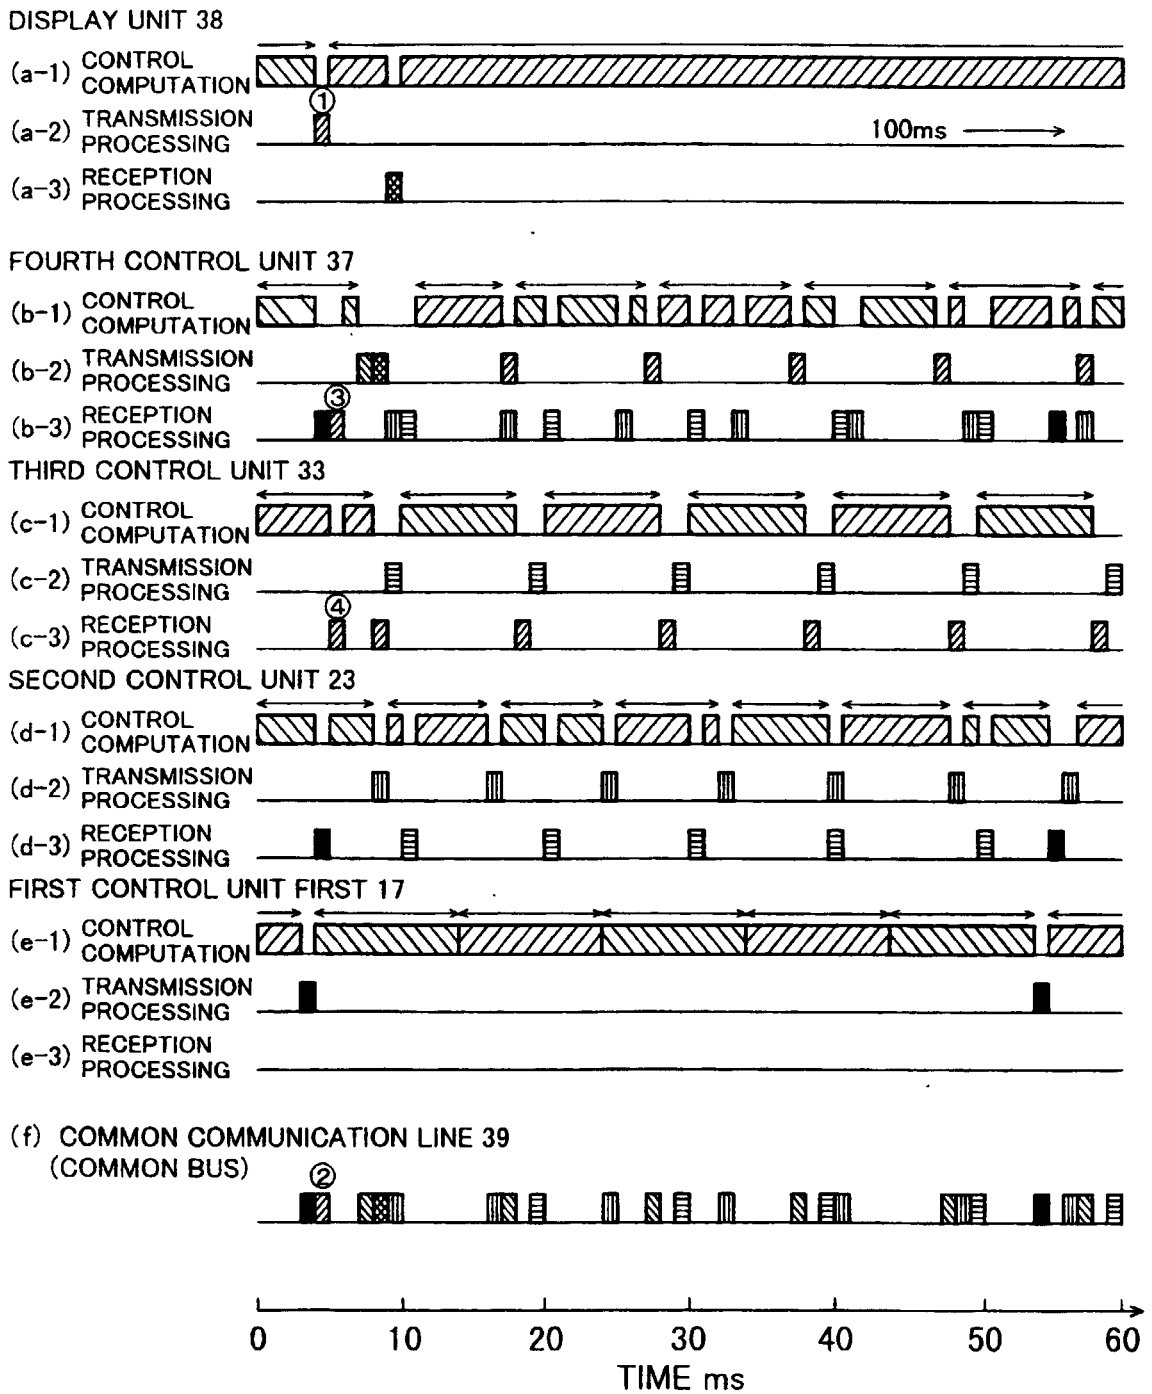 DISPLAY UNIT 38
(a-1) CONTROL COMPUTATION
①
(a-2) TRANSMISSION PROCESSING
100ms
(a-3) RECEPTION PROCESSING
FOURTH CONTROL UNIT 37
(b-1) CONTROL COMPUTATION
(b-2) TRANSMISSION PROCESSING
③
(b-3) RECEPTION PROCESSING
THIRD CONTROL UNIT 33
(c-1) CONTROL COMPUTATION
(c-2) TRANSMISSION PROCESSING
④
(c-3) RECEPTION PROCESSING
SECOND CONTROL UNIT 23
(d-1) CONTROL COMPUTATION
(d-2) TRANSMISSION PROCESSING
(d-3) RECEPTION PROCESSING
FIRST CONTROL UNIT FIRST 17
(e-1) CONTROL COMPUTATION
(e-2) TRANSMISSION PROCESSING
(e-3) RECEPTION PROCESSING
(f) COMMON COMMUNICATION LINE 39
(COMMON BUS)
②
0 10 20 30 40 50 60
TIME ms